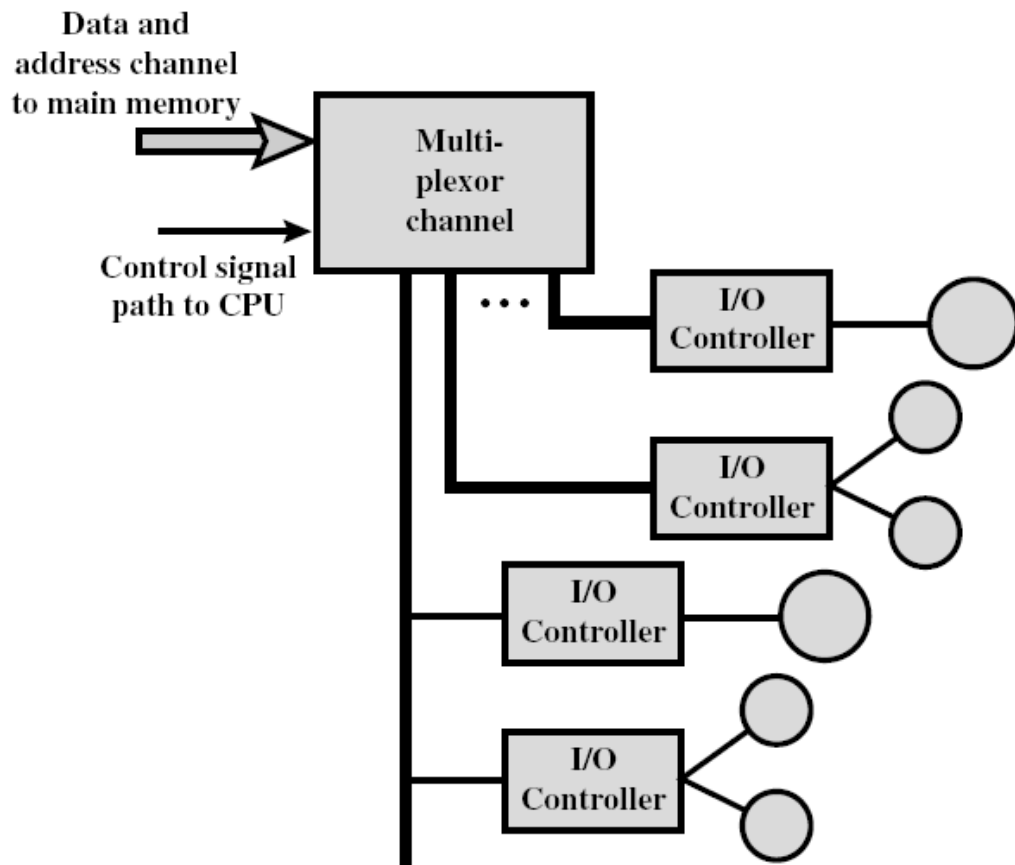 Data and
address channel
to main memory
Multi-
plexor
channel
Control signal
path to CPU
...
I/O
Controller
I/O
Controller
I/O
Controller
I/O
Controller